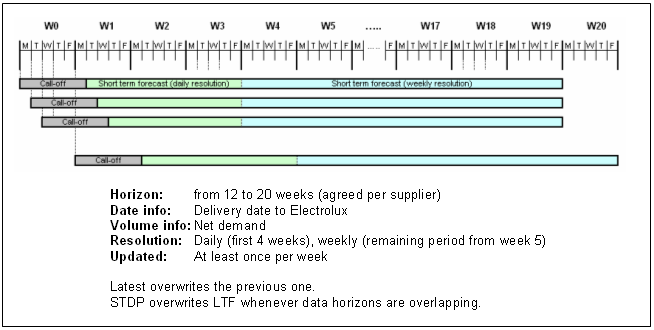 W0 W1 W2 W3 W4 ..... W17 W18 W19 W20
M T W T F M T W T F M T W T F M T W T F M ..... F M T W T F M T W T F M T W T F
Call-off Short term forecast (daily resolution) Short term forecast (weekly resolution)
Call-off
Call-off
Call-off
Horizon: from 12 to 20 weeks (agreed per supplier)
Date info: Delivery date to Electrolux
Volume info: Net demand
Resolution: Daily (first 4 weeks), weekly (remaining period from week 5)
Updated: At least once per week
Latest overwrites the previous one.
STDP overwrites LTF whenever data horizons are overlapping.